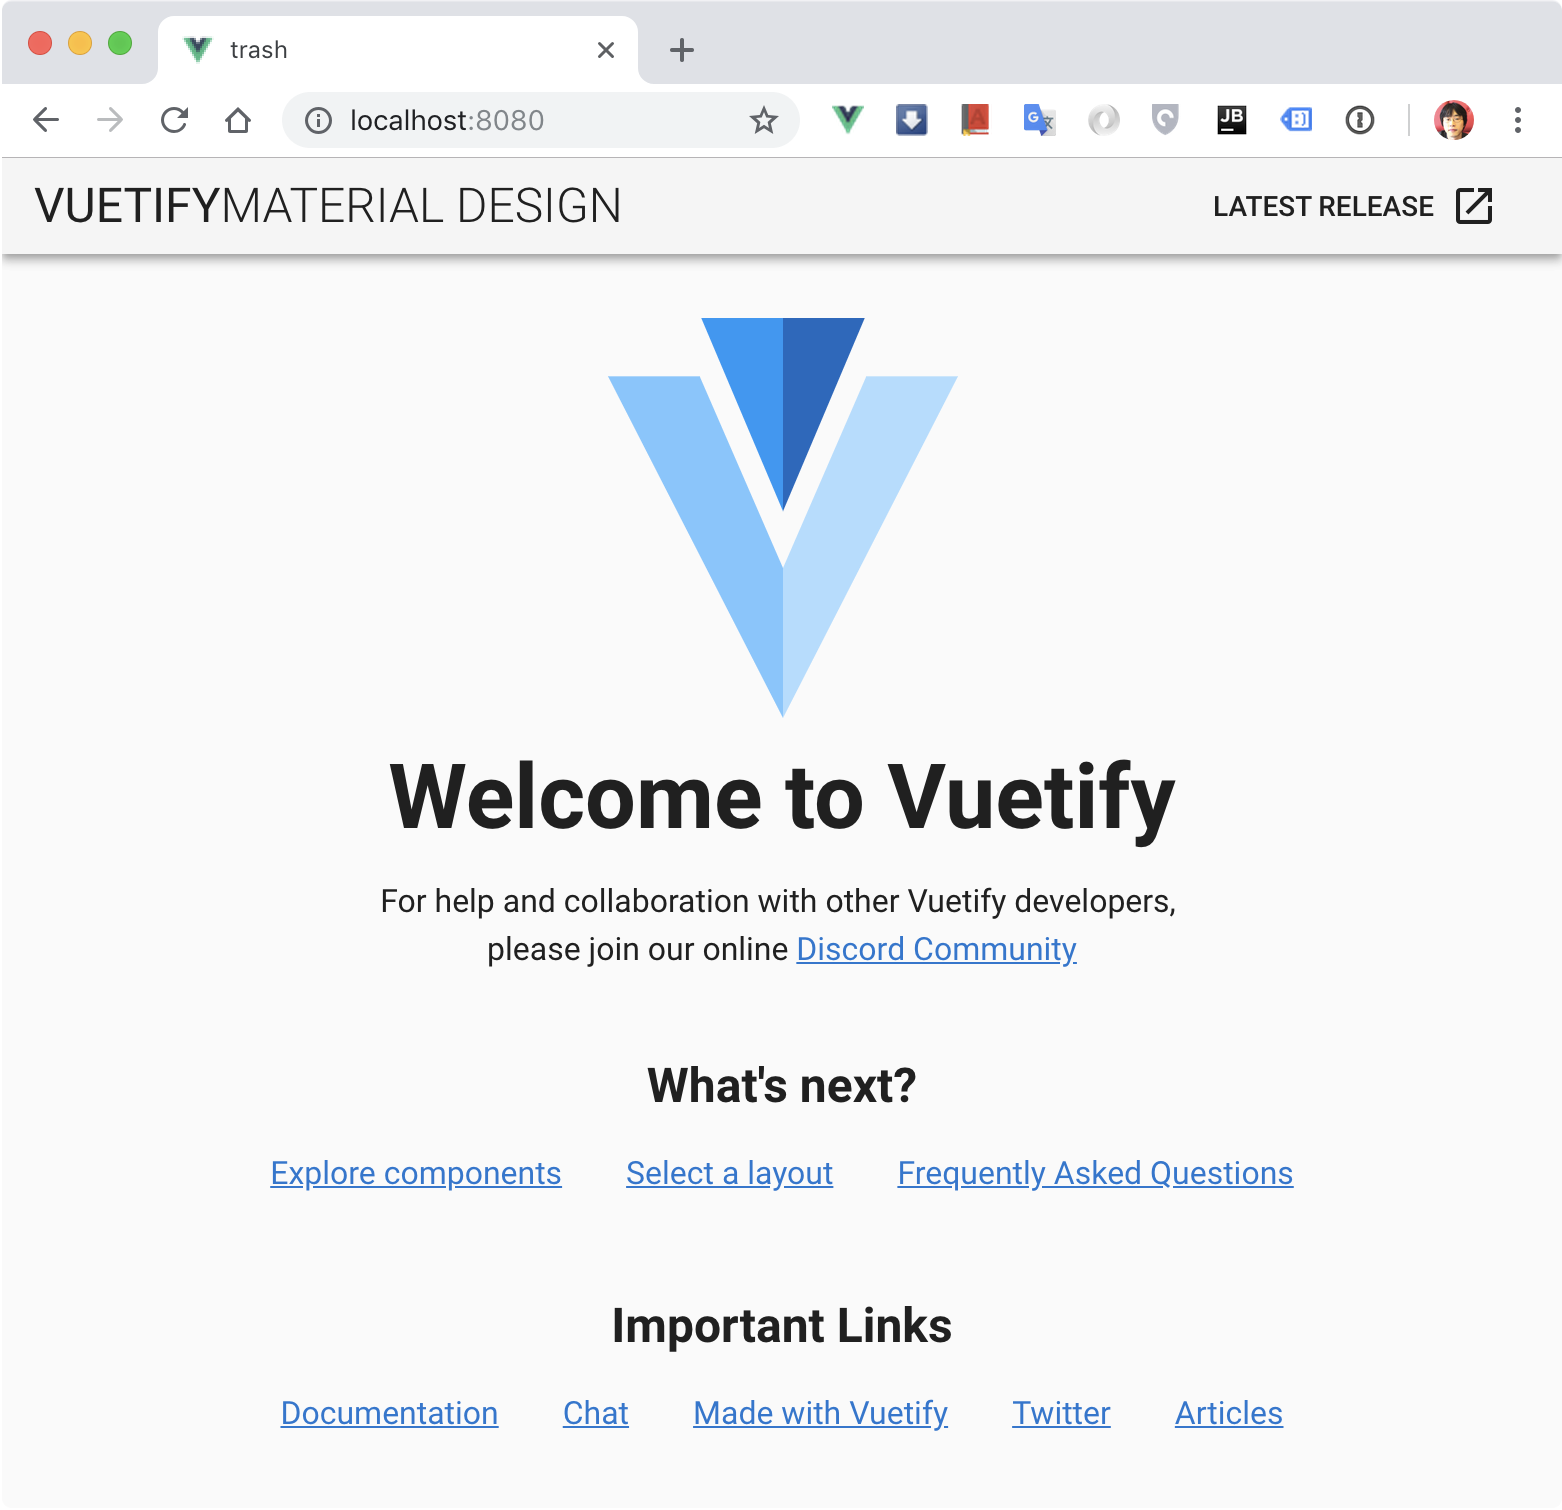 trash
localhost:8080
JB
VUETIFYMATERIAL DESIGN
LATEST RELEASE
Welcome to Vuetify
For help and collaboration with other Vuetify developers,
please join our online Discord Community
What's next?
Explore components Select a layout Frequently Asked Questions
Important Links
Documentation Chat Made with Vuetify Twitter Articles